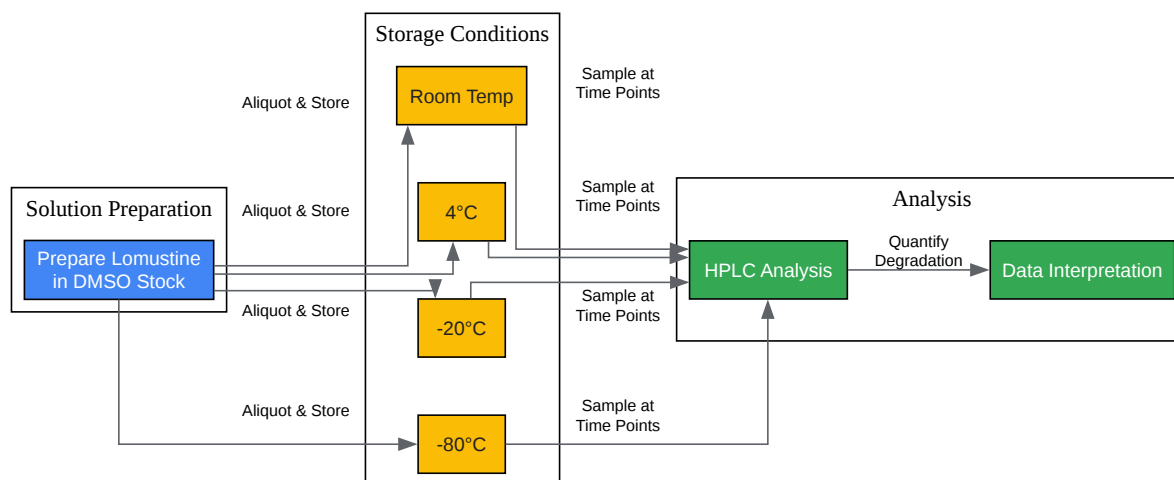 Storage Conditions
Room Temp
4°C
-20°C
-80°C
Solution Preparation
Prepare Lomustine
in DMSO Stock
Aliquot & Store
Aliquot & Store
Aliquot & Store
Aliquot & Store
Sample at
Time Points
Sample at
Time Points
Sample at
Time Points
Sample at
Time Points
Analysis
HPLC Analysis
Quantify
Degradation
Data Interpretation